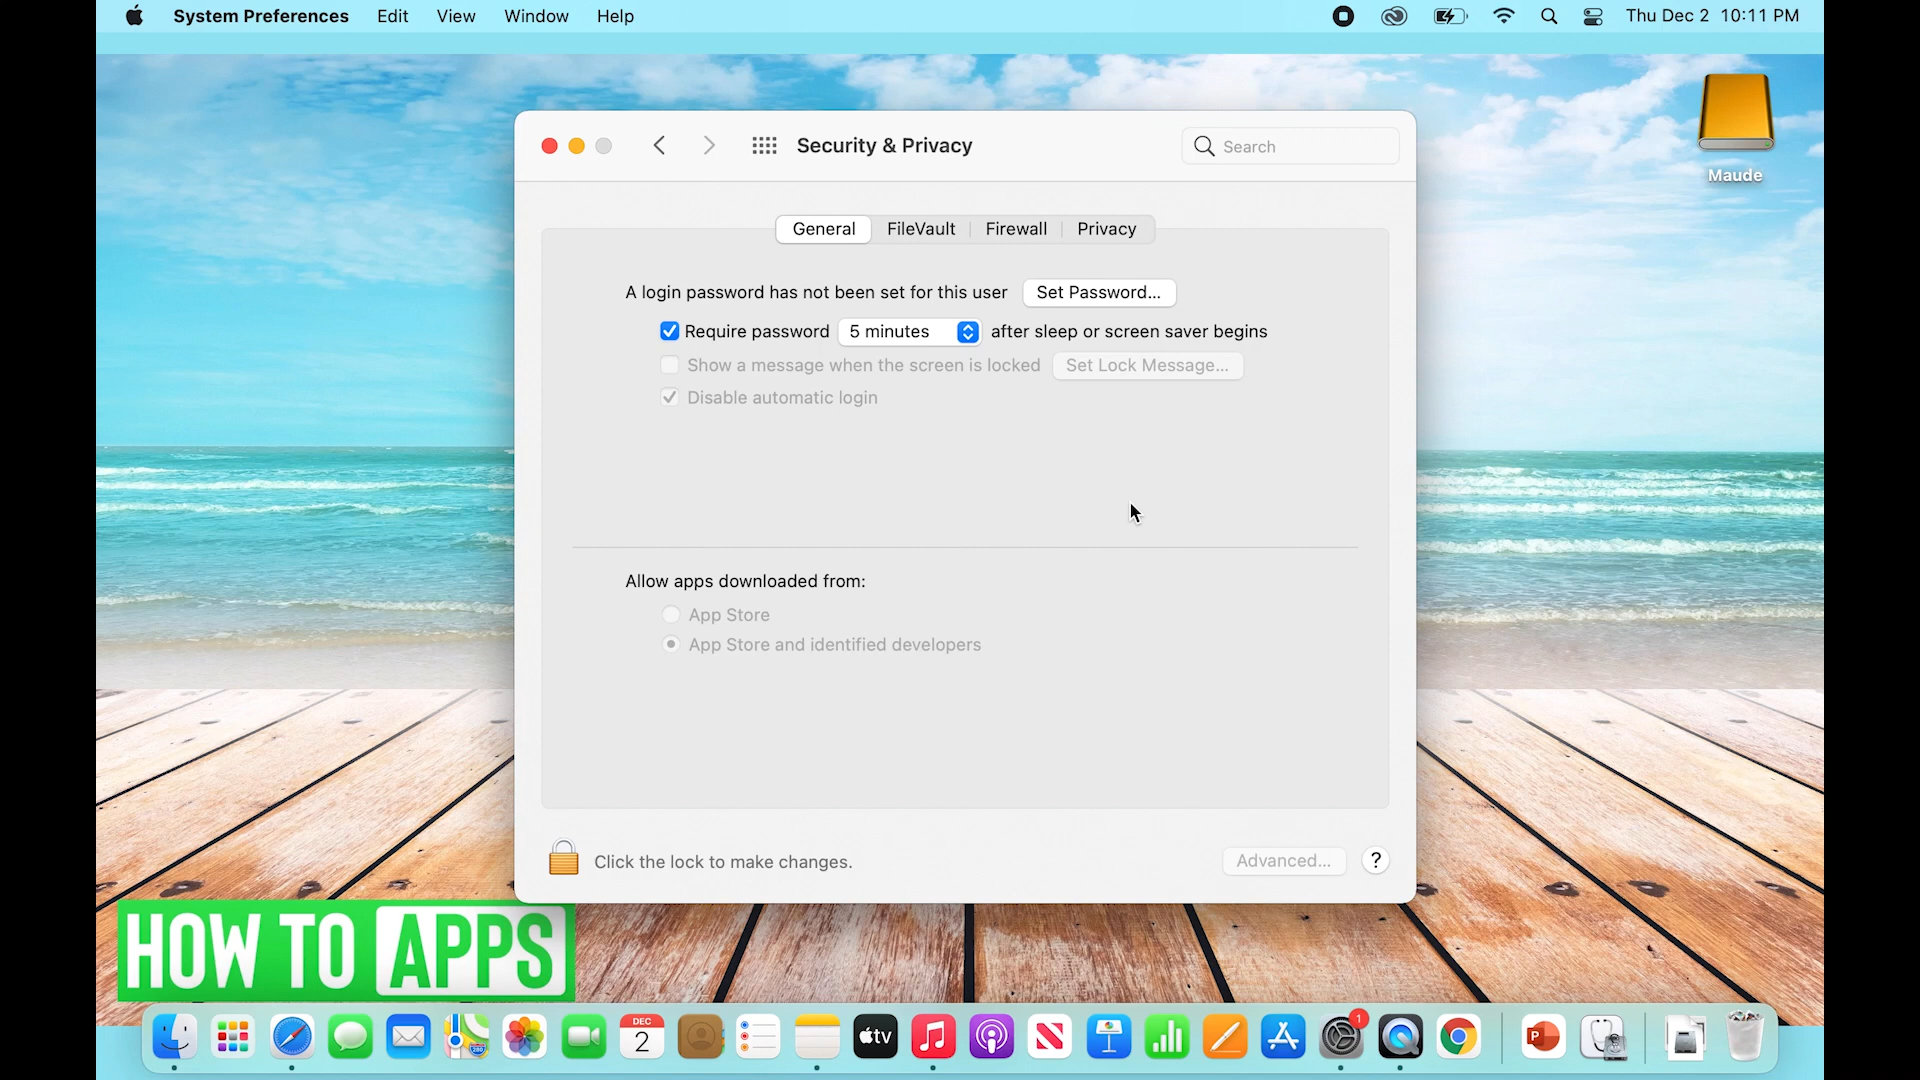 System Preferences Edit View Window Help Thu Dec 2 10:11 PM
Maude
Security & Privacy Search
General FileVault Firewall Privacy
A login password has not been set for this user Set Password...
Require password 5 minutes after sleep or screen saver begins
Show a message when the screen is locked Set Lock Message...
Disable automatic login
Allow apps downloaded from:
App Store
App Store and identified developers
Click the lock to make changes. Advanced... ?
HOW TO APPS
DEC
2
tv
1
P